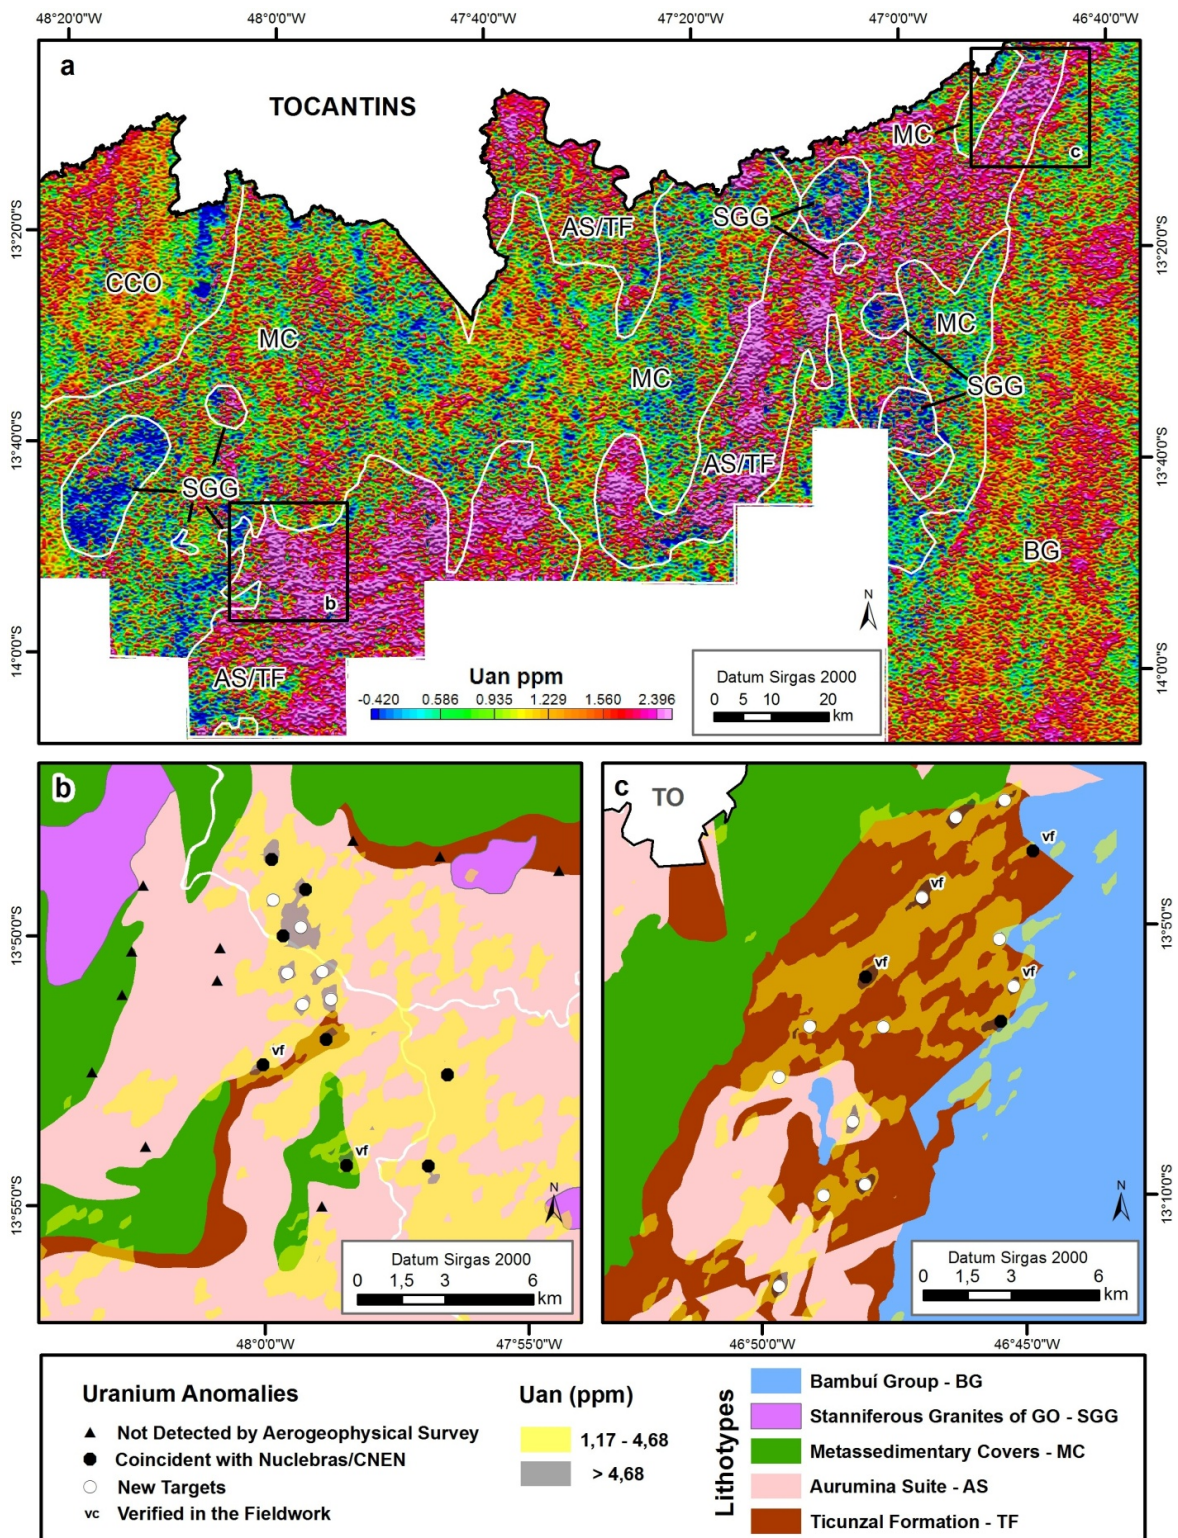 48°20'0"W 48°0'0"W 47°40'0"W 47°20'0"W 47°0'0"W 46°40'0"W
a
TOCANTINS
MC
c
13°20'0"S
13°20'0"S
AS/TF
SGG
CCO
MC
MC
MC
SGG
13°40'0"S
13°40'0"S
AS/TF
SGG
BG
b
N
14°0'0"S
14°0'0"S
AS/TF
Uan ppm
-0.420 0.586 0.935 1.229 1.560 2.396
Datum Sirgas 2000
0 5 10 20
km
b
13°50'0"S
vf
vf
N
13°55'0"S
Datum Sirgas 2000
0 1,5 3 6
km
48°0'0"W 47°55'0"W
c
TO
vf
vf
13°5'0"S
vf
vf
N
13°10'0"S
Datum Sirgas 2000
0 1,5 3 6
km
46°50'0"W 46°45'0"W
Uranium Anomalies
Not Detected by Aerogeophysical Survey
Coincident with Nuclebras/CNEN
New Targets
vc Verified in the Fieldwork
Uan (ppm)
1,17 - 4,68
> 4,68
Lithotypes
Bambuí Group - BG
Stanniferous Granites of GO - SGG
Metassedimentary Covers - MC
Aurumina Suite - AS
Ticunzal Formation - TF